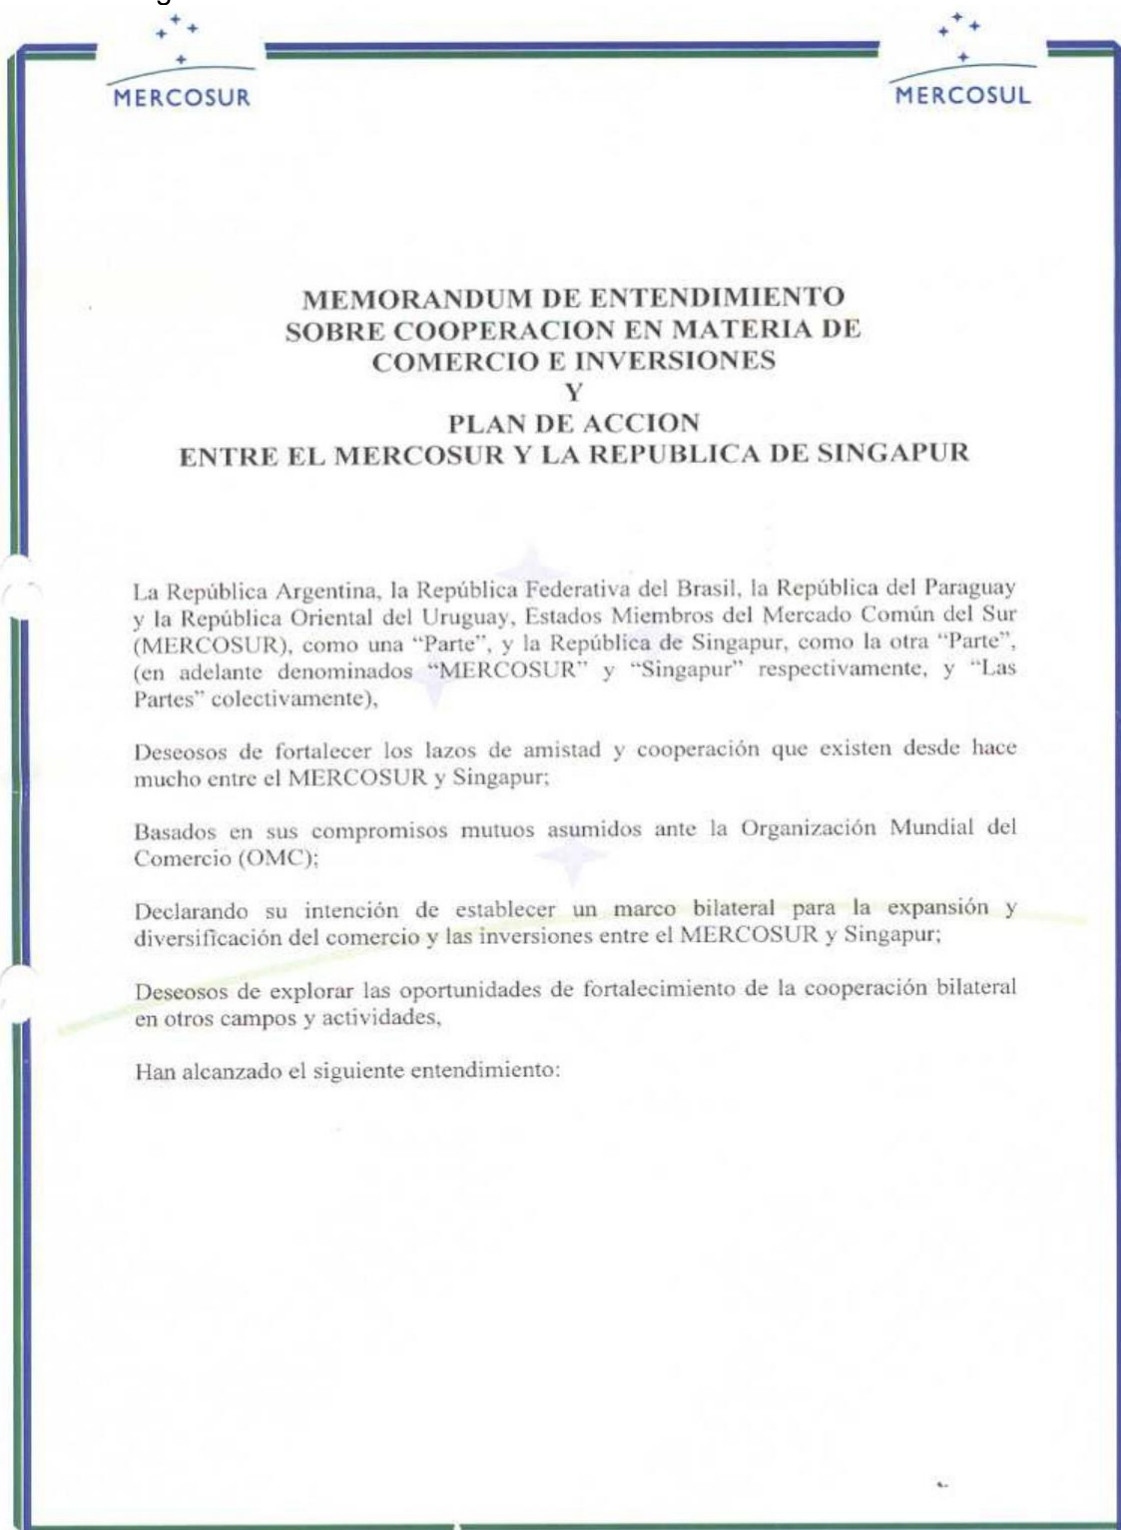 MERCOSUR
MERCOSUL
MEMORANDUM DE ENTENDIMIENTO
SOBRE COOPERACION EN MATERIA DE
COMERCIO E INVERSIONES
Y
PLAN DE ACCION
ENTRE EL MERCOSUR Y LA REPUBLICA DE SINGAPUR
La República Argentina, la República Federativa del Brasil, la República del Paraguay
y la República Oriental del Uruguay, Estados Miembros del Mercado Común del Sur
(MERCOSUR), como una “Parte”, y la República de Singapur, como la otra “Parte”,
(en adelante denominados “MERCOSUR” y “Singapur” respectivamente, y “Las
Partes” colectivamente),
Deseosos de fortalecer los lazos de amistad y cooperación que existen desde hace
mucho entre el MERCOSUR y Singapur;
Basados en sus compromisos mutuos asumidos ante la Organización Mundial del
Comercio (OMC);
Declarando su intención de establecer un marco bilateral para la expansión y
diversificación del comercio y las inversiones entre el MERCOSUR y Singapur;
Deseosos de explorar las oportunidades de fortalecimiento de la cooperación bilateral
en otros campos y actividades,
Han alcanzado el siguiente entendimiento: